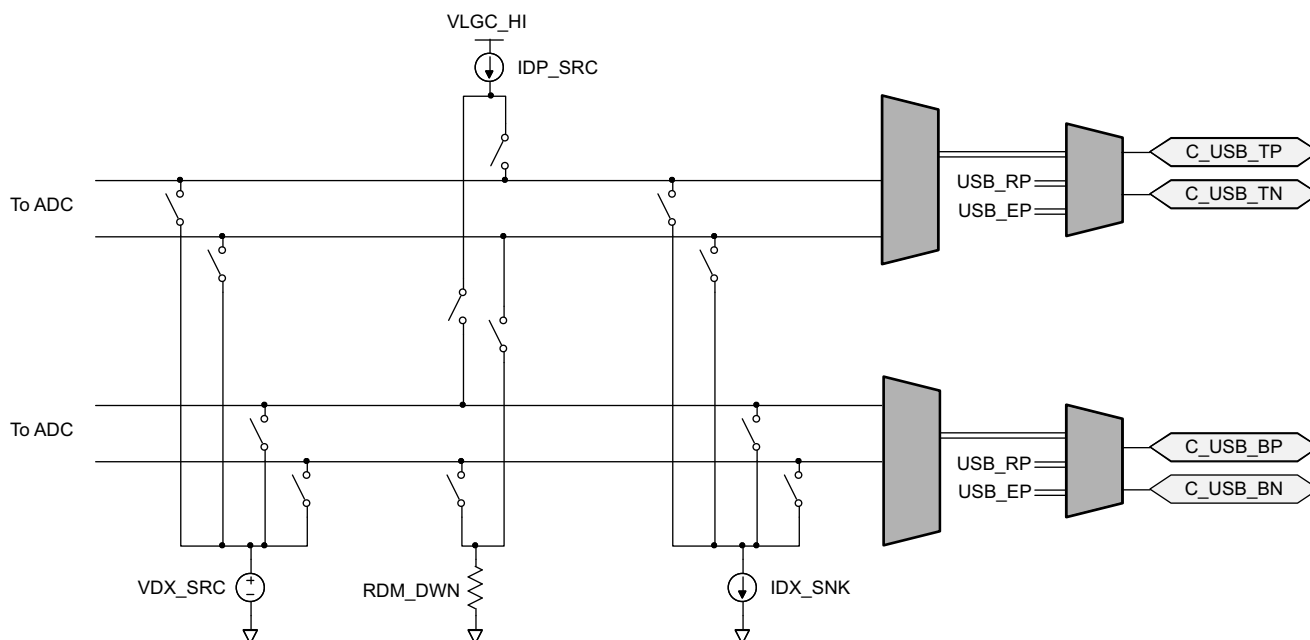 VLGC_HI
IDP_SRC
To ADC
C_USB_TP
USB_RP
C_USB_TN
USB_EP
To ADC
C_USB_BP
USB_RP
C_USB_BN
USB_EP
VDX_SRC
RDM_DWN
IDX_SNK